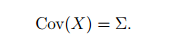 Cov(X) = Σ.